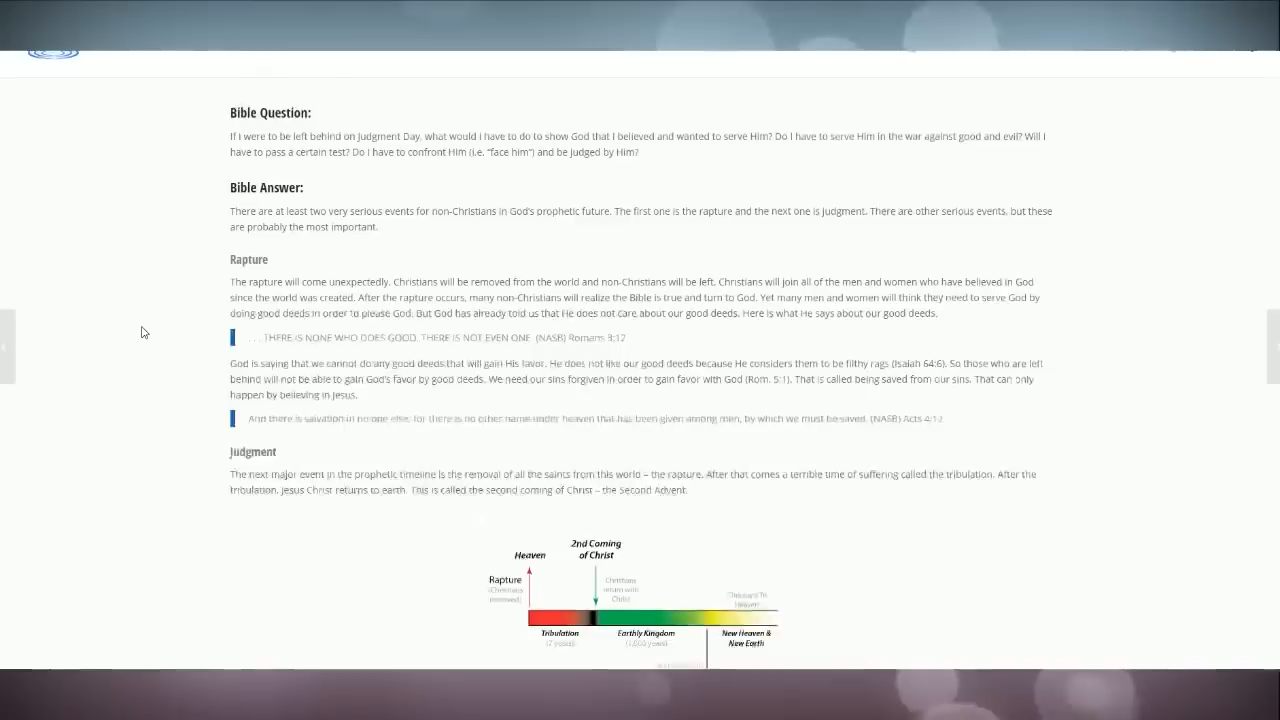 Bible Question:
If I were to be left behind on Judgment Day, what would I have to do to show God that I believed and wanted to serve Him? Do I have to serve Him in the war against good and evil? Will I
have to pass a certain test? Do I have to confront Him (i.e. "face him") and be judged by Him?
Bible Answer:
There are at least two very serious events for non-Christians in God's prophetic future. The first one is the rapture and the next one is judgment. There are other serious events, but these
are probably the most important.
Rapture
The rapture will come unexpectedly. Christians will be removed from the world and non-Christians will be left. Christians will join all of the men and women who have believed in God
since the world was created. After the rapture occurs, many non-Christians will realize the Bible is true and turn to God. Yet many men and women will think they need to serve God by
doing good deeds in order to please God. But God has already told us that He does not care about our good deeds. Here is what He says about our good deeds.
. . . THERE IS NONE WHO DOES GOOD, THERE IS NOT EVEN ONE. (NASB) Romans 3:12
God is saying that we cannot do any good deeds that will gain His favor. He does not like our good deeds because He considers them to be filthy rags (Isaiah 64:6). So those who are left
behind will not be able to gain God's favor by good deeds. We need our sins forgiven in order to gain favor with God (Rom. 5:1). That is called being saved from our sins. That can only
happen by believing in Jesus.
And there is salvation in no one else; for there is no other name under heaven that has been given among men, by which we must be saved. (NASB) Acts 4:12
Judgment
The next major event in the prophetic timeline is the removal of all the saints from this world – the rapture. After that comes a terrible time of suffering called the tribulation. After the
tribulation, Jesus Christ returns to earth. This is called the second coming of Christ – the Second Advent.
2nd Coming
of Christ
Heaven
Rapture
(Christians
removed)
Christians
return with
Christ
Christians To
Heaven
Tribulation
(7 years)
Earthly Kingdom
(1,000 years)
New Heaven &
New Earth